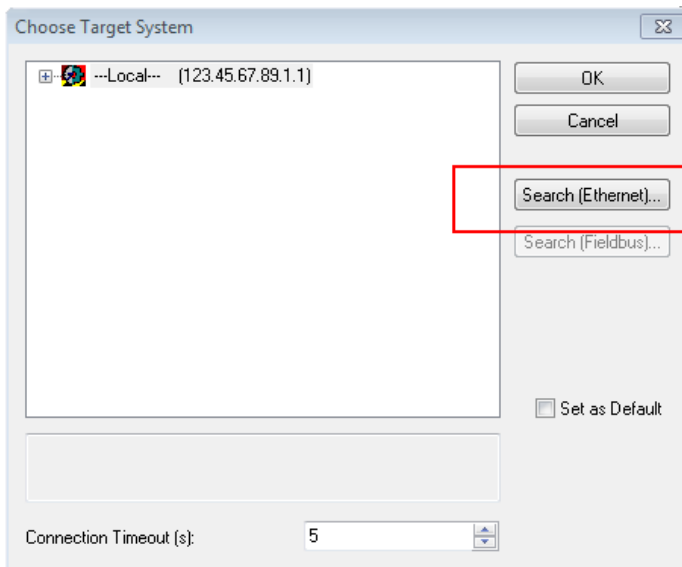 Choose Target System
---Local--- (123.45.67.89.1.1)
OK
Cancel
Search (Ethernet)...
Search (Fieldbus)...
Set as Default
Connection Timeout (s):
5